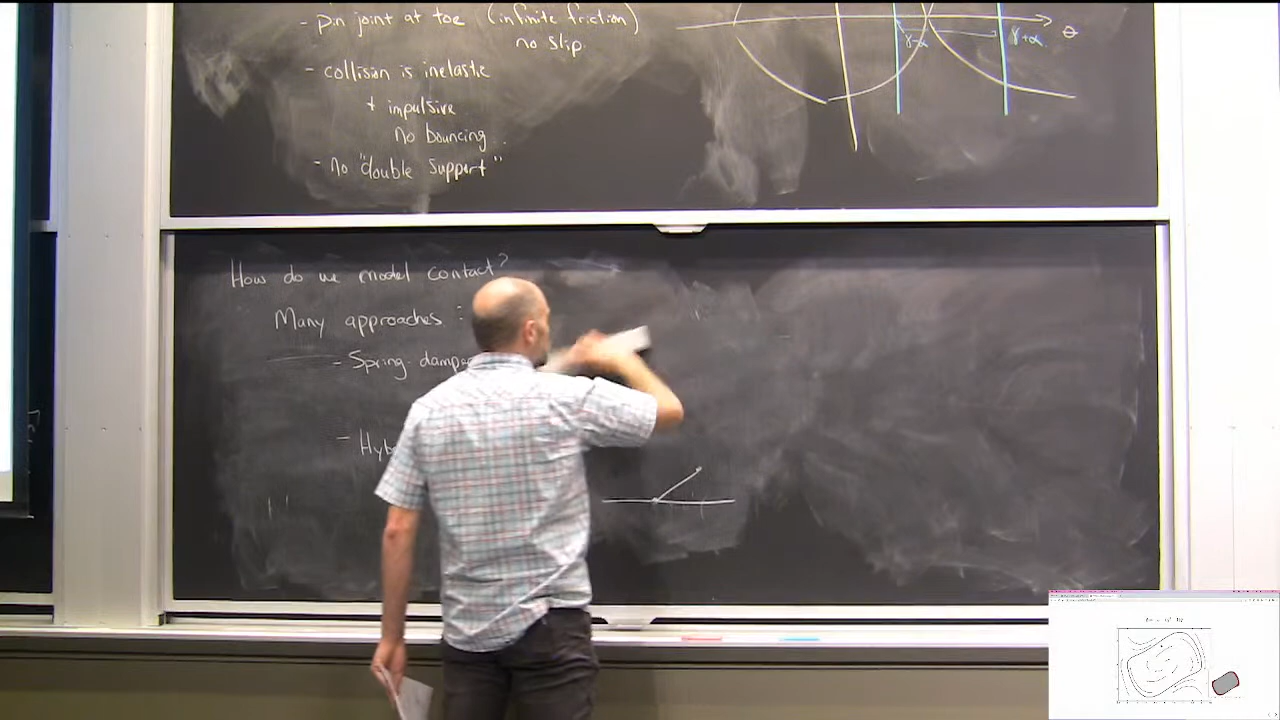 - pin joint at toe (infinite friction)
no slip.
- collision is inelastic
+ impulsive
No bouncing.
- no "double support"
γ-α
γ+α
θ
How do we model contact?
Many approaches :
- Spring-damper
- Hyb